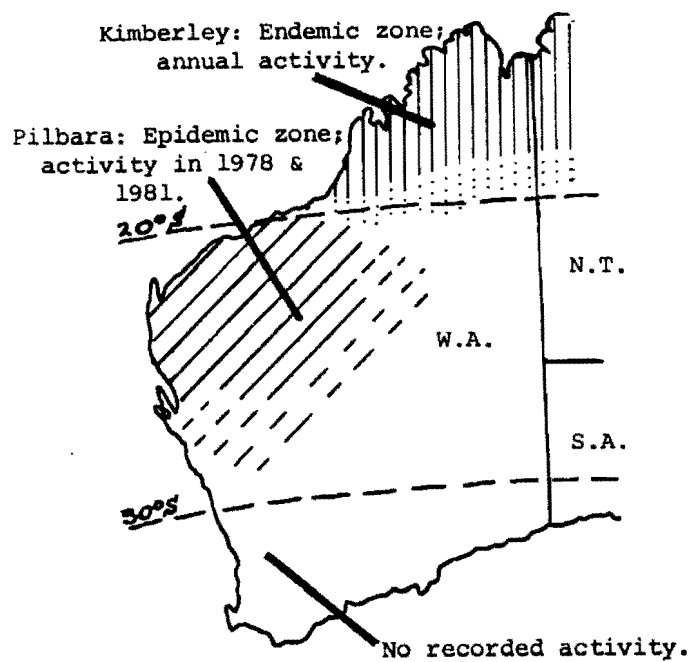 Kimberley: Endemic zone;
annual activity.
Pilbara: Epidemic zone;
activity in 1978 &
1981.
20°S
N.T.
W.A.
S.A.
30°S
No recorded activity.